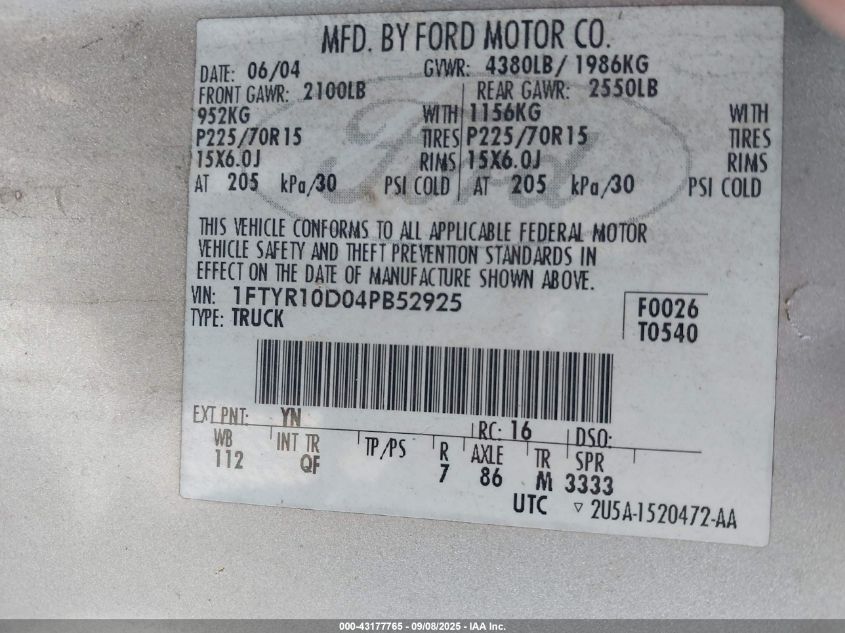 MFD. BY FORD MOTOR CO.
DATE: 06/04 GVWR: 4380LB/ 1986KG
FRONT GAWR: 2100LB REAR GAWR: 2550LB
952KG WITH 1156KG WITH
P225/70R15 TIRES P225/70R15 TIRES
15X6.0J RIMS 15X6.0J RIMS
AT 205 kPa/30 PSI COLD AT 205 kPa/30 PSI COLD
Ford
THIS VEHICLE CONFORMS TO ALL APPLICABLE FEDERAL MOTOR
VEHICLE SAFETY AND THEFT PREVENTION STANDARDS IN
EFFECT ON THE DATE OF MANUFACTURE SHOWN ABOVE.
VIN: 1FTYR10D04PB52925 F0026
TYPE: TRUCK T0540
EXT PNT: YN RC: 16 DSO:
WB INT TR TP/PS R AXLE TR SPR
112 QF 7 86 M 3333
UTC ▿ 2U5A-1520472-AA
000-43177765 - 09/08/2025 - IAA Inc.